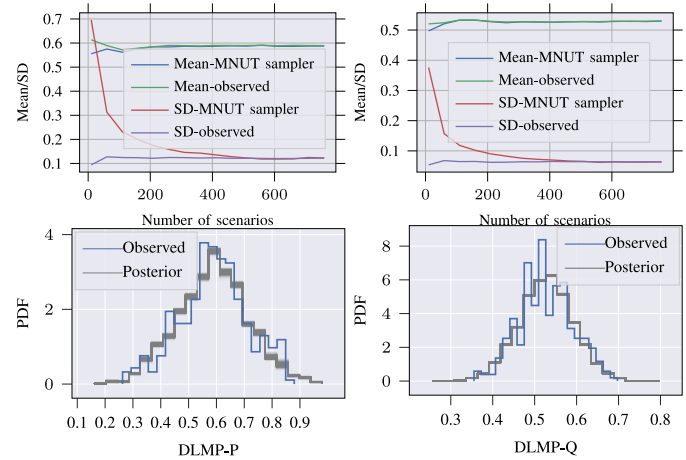 0.7
0.6
0.5
0.4
0.3
0.2
0.1
Mean/SD
Mean-MNUT sampler
Mean-observed
SD-MNUT sampler
SD-observed
0 200 400 600
Number of scenarios
0.5
0.4
0.3
0.2
0.1
Mean/SD
Mean-MNUT sampler
Mean-observed
SD-MNUT sampler
SD-observed
0 200 400 600
Number of scenarios
4
2
0
PDF
Observed
Posterior
0.1 0.2 0.3 0.4 0.5 0.6 0.7 0.8 0.9
DLMP-P
8
6
4
2
0
PDF
Observed
Posterior
0.3 0.4 0.5 0.6 0.7 0.8
DLMP-Q